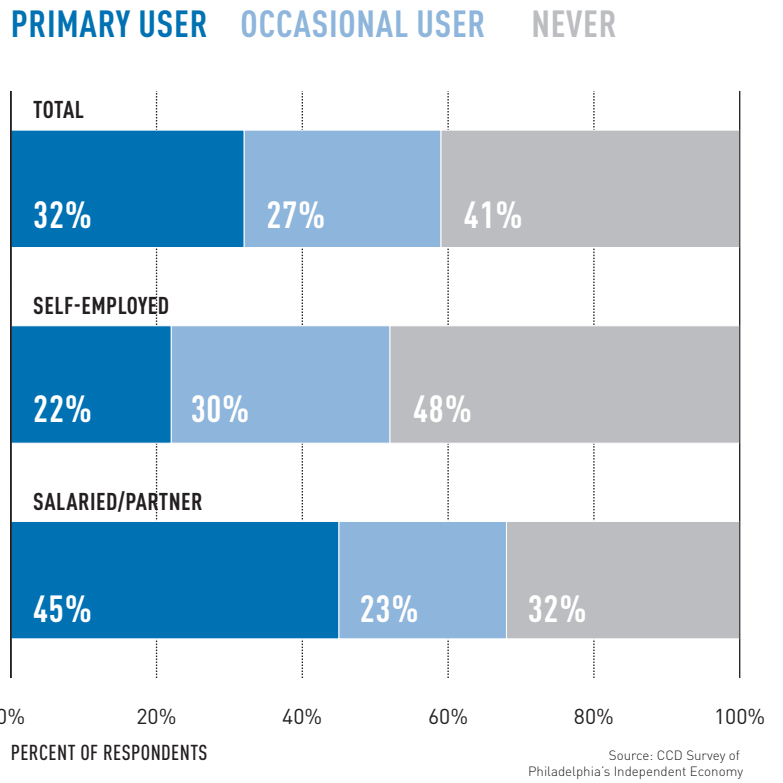 PRIMARY USER OCCASIONAL USER NEVER
TOTAL
32% 27% 41%
SELF-EMPLOYED
22% 30% 48%
SALARIED/PARTNER
45% 23% 32%
0% 20% 40% 60% 80% 100%
PERCENT OF RESPONDENTS
Source: CCD Survey of
Philadelphia's Independent Economy